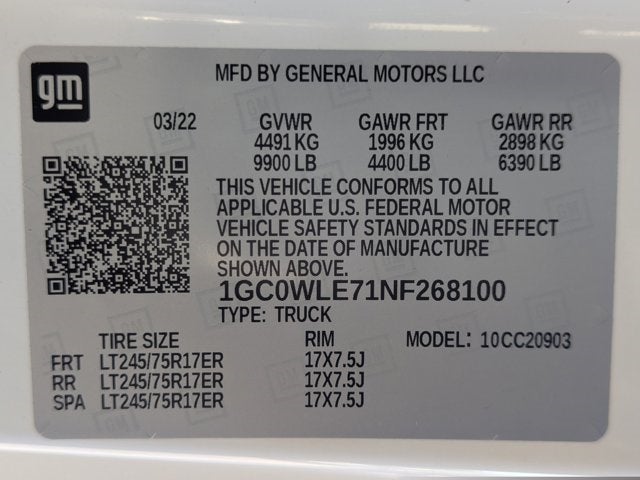 gm
MFD BY GENERAL MOTORS LLC
03/22 GVWR GAWR FRT GAWR RR
4491 KG 1996 KG 2898 KG
9900 LB 4400 LB 6390 LB
THIS VEHICLE CONFORMS TO ALL
APPLICABLE U.S. FEDERAL MOTOR
VEHICLE SAFETY STANDARDS IN EFFECT
ON THE DATE OF MANUFACTURE
SHOWN ABOVE.
1GC0WLE71NF268100
TYPE: TRUCK
TIRE SIZE RIM MODEL: 10CC20903
FRT LT245/75R17ER 17X7.5J
RR LT245/75R17ER 17X7.5J
SPA LT245/75R17ER 17X7.5J